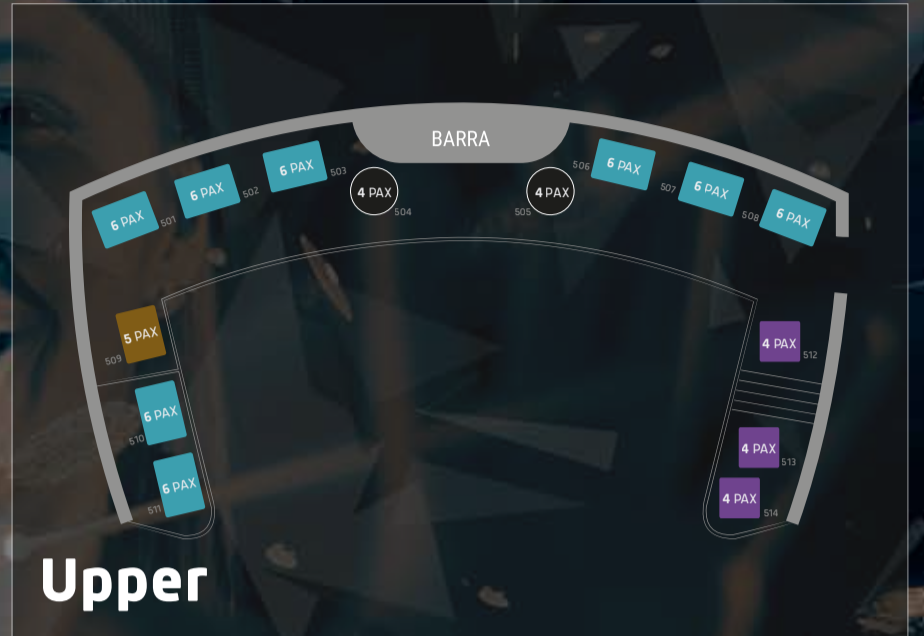 BARRA
6 PAX
501
6 PAX
502
6 PAX
503
4 PAX
504
4 PAX
505
506
6 PAX
507
6 PAX
508
6 PAX
5 PAX
509
6 PAX
510
6 PAX
511
4 PAX
512
4 PAX
513
4 PAX
514
Upper